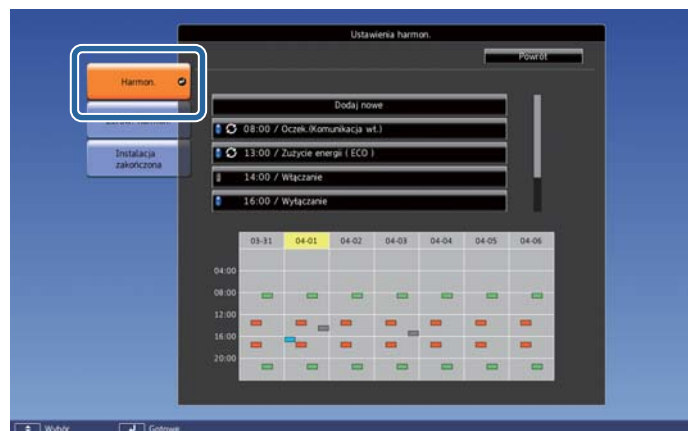 Ustawienia harmon.
Powrót
Harmon.
Instalacja
zakończona
Dodaj nowe
08:00 / Oczek.(Komunikacja wł.)
13:00 / Zużycie energii ( ECO )
14:00 / Włączanie
16:00 / Wyłączanie
03-31 04-01 04-02 04-03 04-04 04-05 04-06
04:00
08:00
12:00
16:00
20:00
Wybór Gotowe